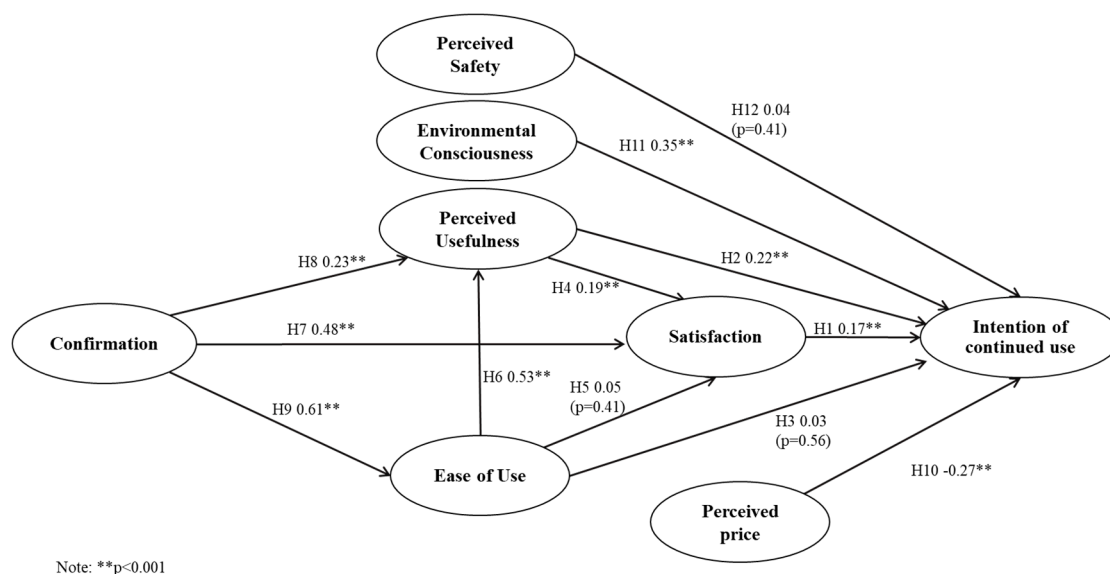 Perceived
Safety
H12 0.04
(p=0.41)
Environmental
Consciousness
H11 0.35**
Perceived
Usefulness
H8 0.23**
H2 0.22**
H4 0.19**
Confirmation
H7 0.48**
Satisfaction
H1 0.17**
Intention of
continued use
H6 0.53**
H5 0.05
(p=0.41)
H9 0.61**
H3 0.03
(p=0.56)
Ease of Use
H10 -0.27**
Perceived
price
Note: **p<0.001